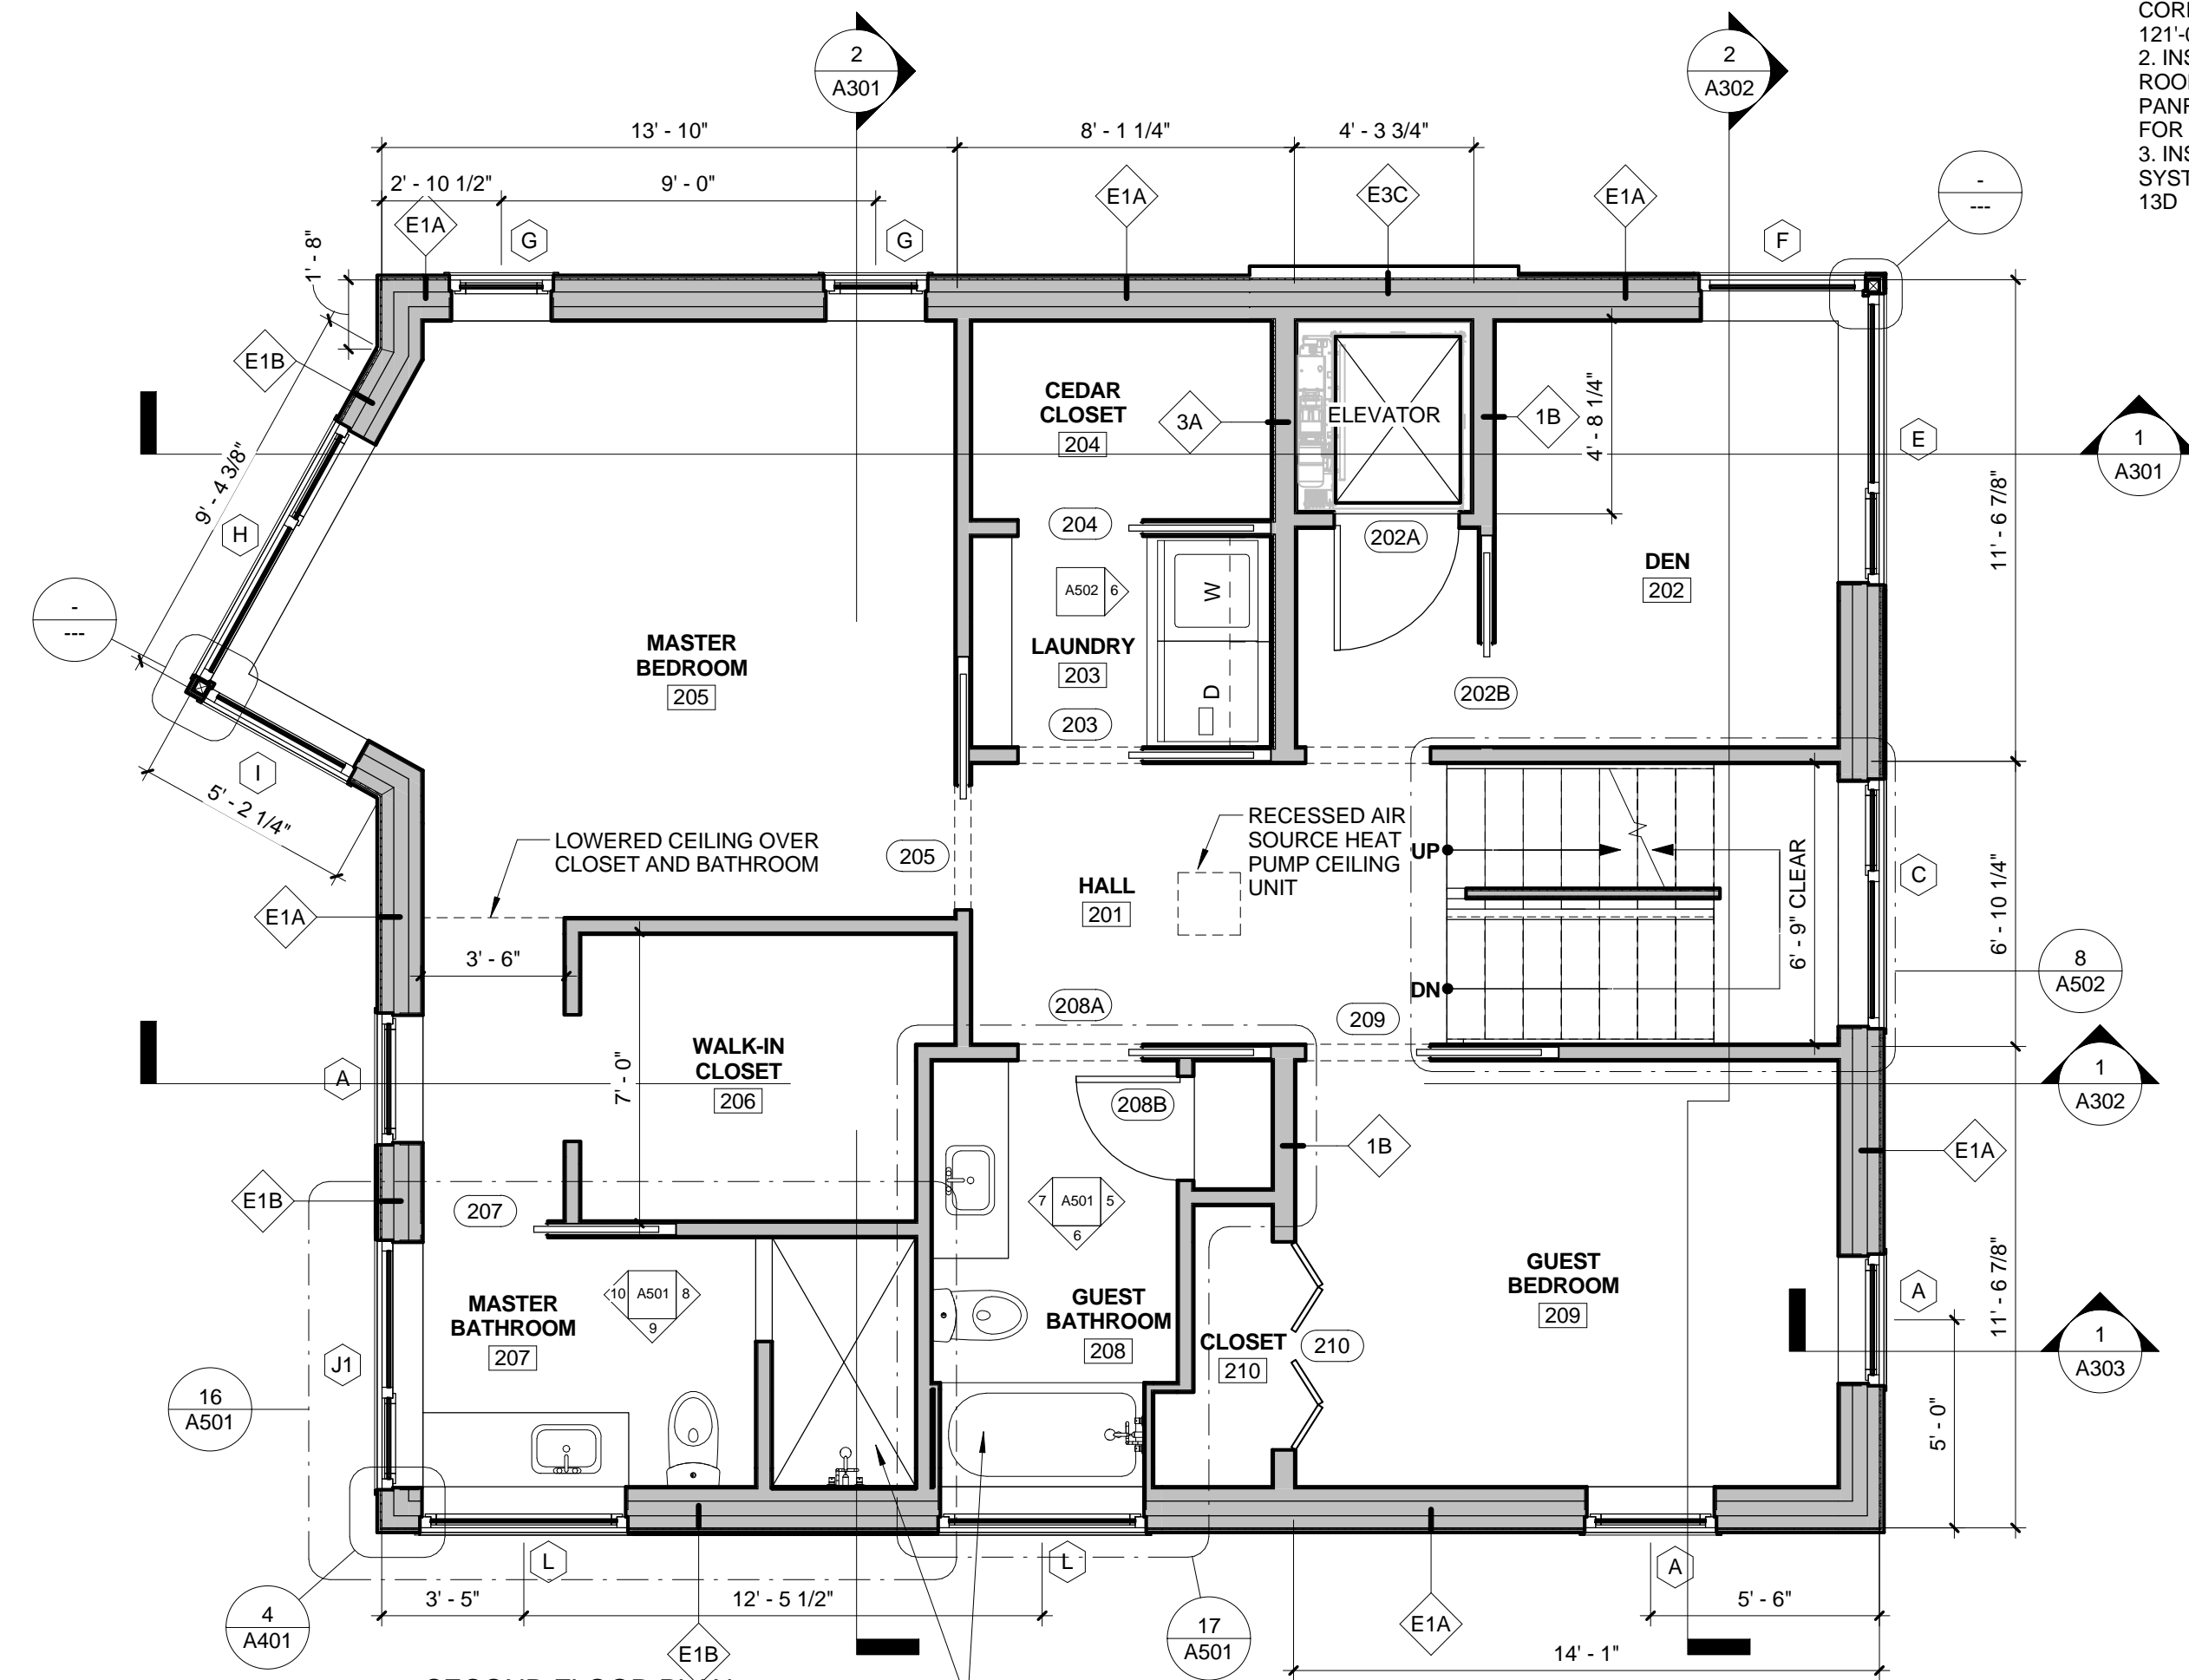 2
A301
2
A302
13' - 10"
8' - 1 1/4"
4' - 3 3/4"
2' - 10 1/2"
9' - 0"
E1A
G
G
E1A
E3C
E1A
F
-
---
121'-
2. INS
FOR
3. INS
SYST
13D
1' - 8"
E1B
9' - 4 3/8"
H
-
---
I
5' - 2 1/4"
CEDAR
CLOSET
204
3A
ELEVATOR
1B
4' - 8 1/4"
E
11' - 6 7/8"
1
A301
204
202A
A502
6
W
DEN
202
MASTER
BEDROOM
205
LAUNDRY
203
D
203
202B
LOWERED CEILING OVER
CLOSET AND BATHROOM
205
RECESSED AIR
SOURCE HEAT
PUMP CEILING
UNIT
UP
HALL
201
6' - 9" CLEAR
C
6' - 10 1/4"
E1A
3' - 6"
DN
8
A502
208A
209
WALK-IN
CLOSET
206
7' - 0"
A
208B
1B
1
A302
E1A
E1B
207
7
A501
5
6
10
A501
8
9
MASTER
BATHROOM
207
GUEST
BATHROOM
208
CLOSET
210
210
GUEST
BEDROOM
209
A
11' - 6 7/8"
1
A303
J1
16
A501
5' - 0"
L
L
A
3' - 5"
12' - 5 1/2"
5' - 6"
4
A401
E1B
17
A501
E1A
14' - 1"
SECOND FLOOR PLAN